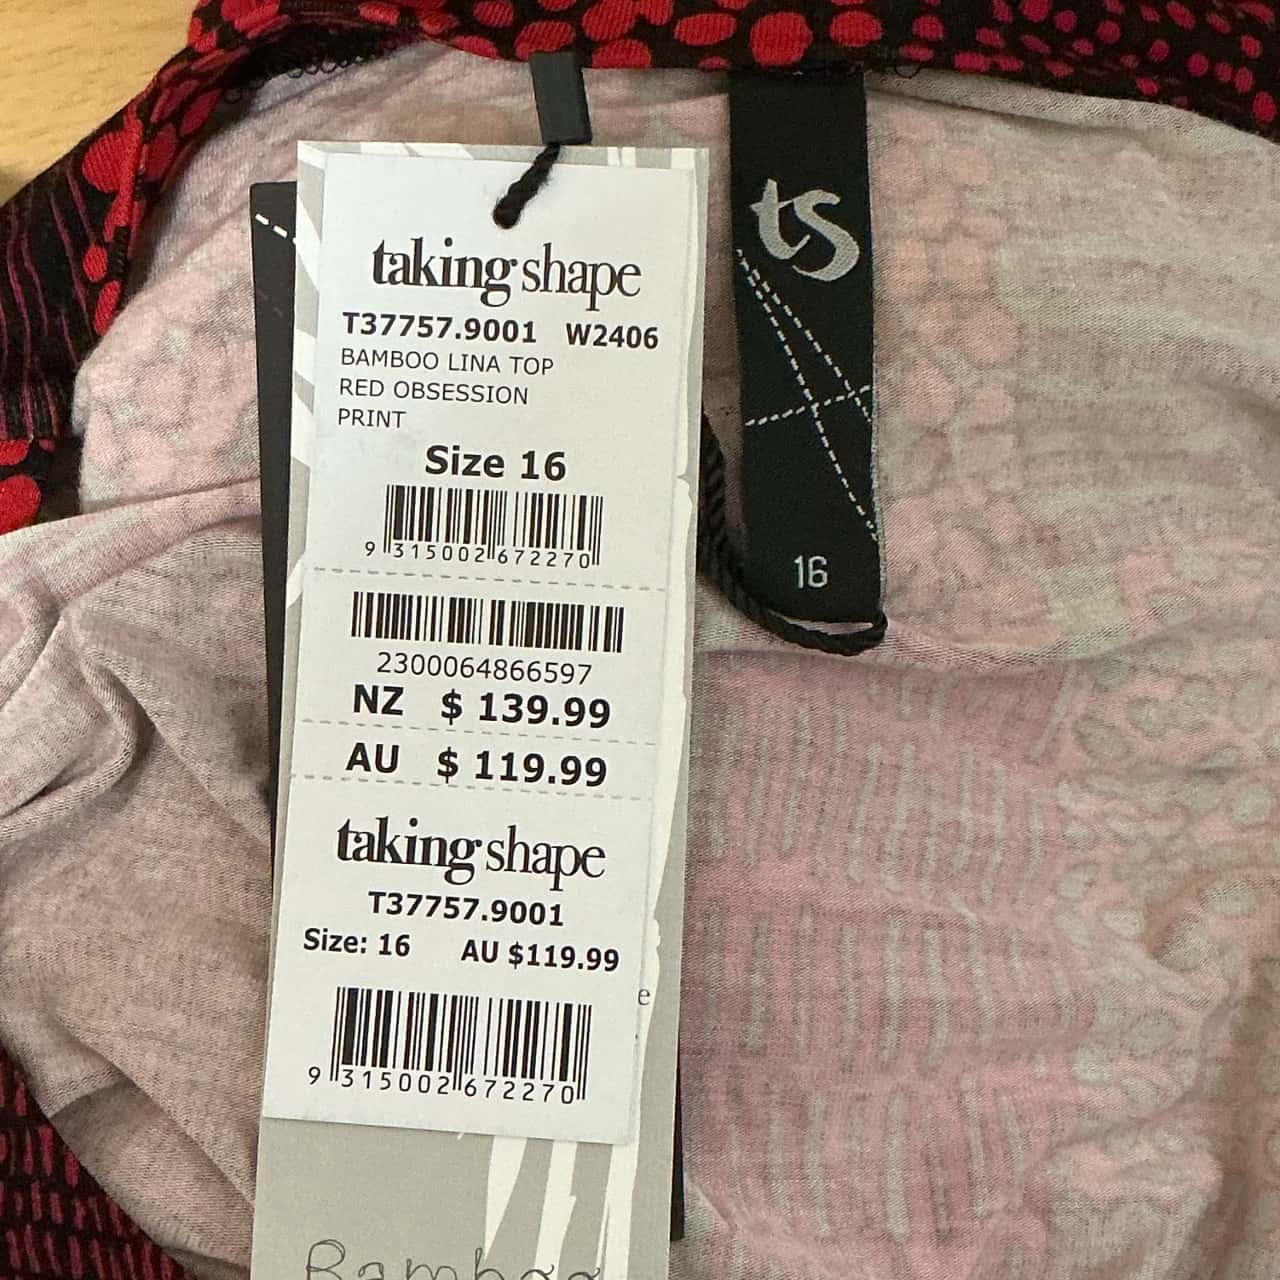 taking shape
T37757.9001 W2406
BAMBOO LINA TOP
RED OBSESSION
PRINT
Size 16
9 315002 672270
2300064866597
NZ $ 139.99
AU $ 119.99
taking shape
T37757.9001
Size: 16 AU $119.99
9 315002 672270
e
Bamboo
ts
16